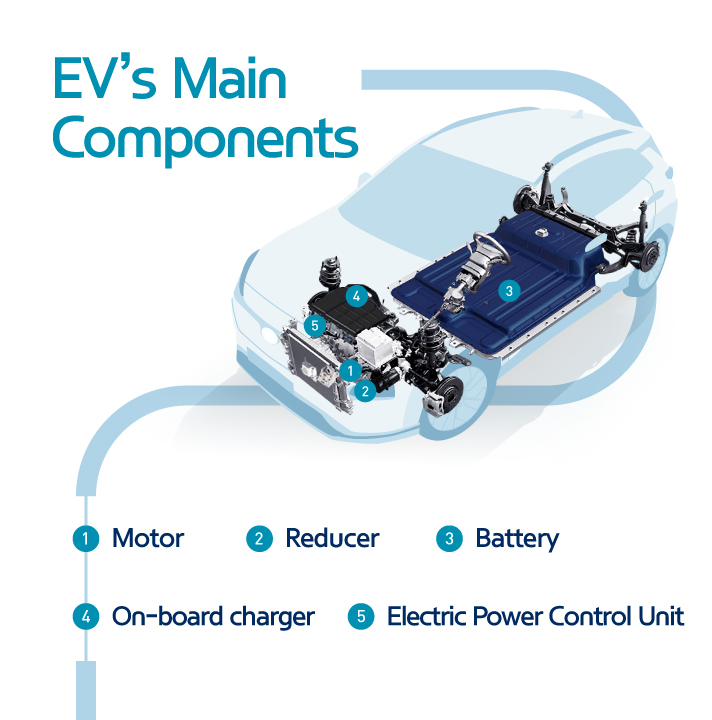 EV's Main
Components
4
3
5
1
2
1 Motor 2 Reducer 3 Battery
4 On-board charger 5 Electric Power Control Unit